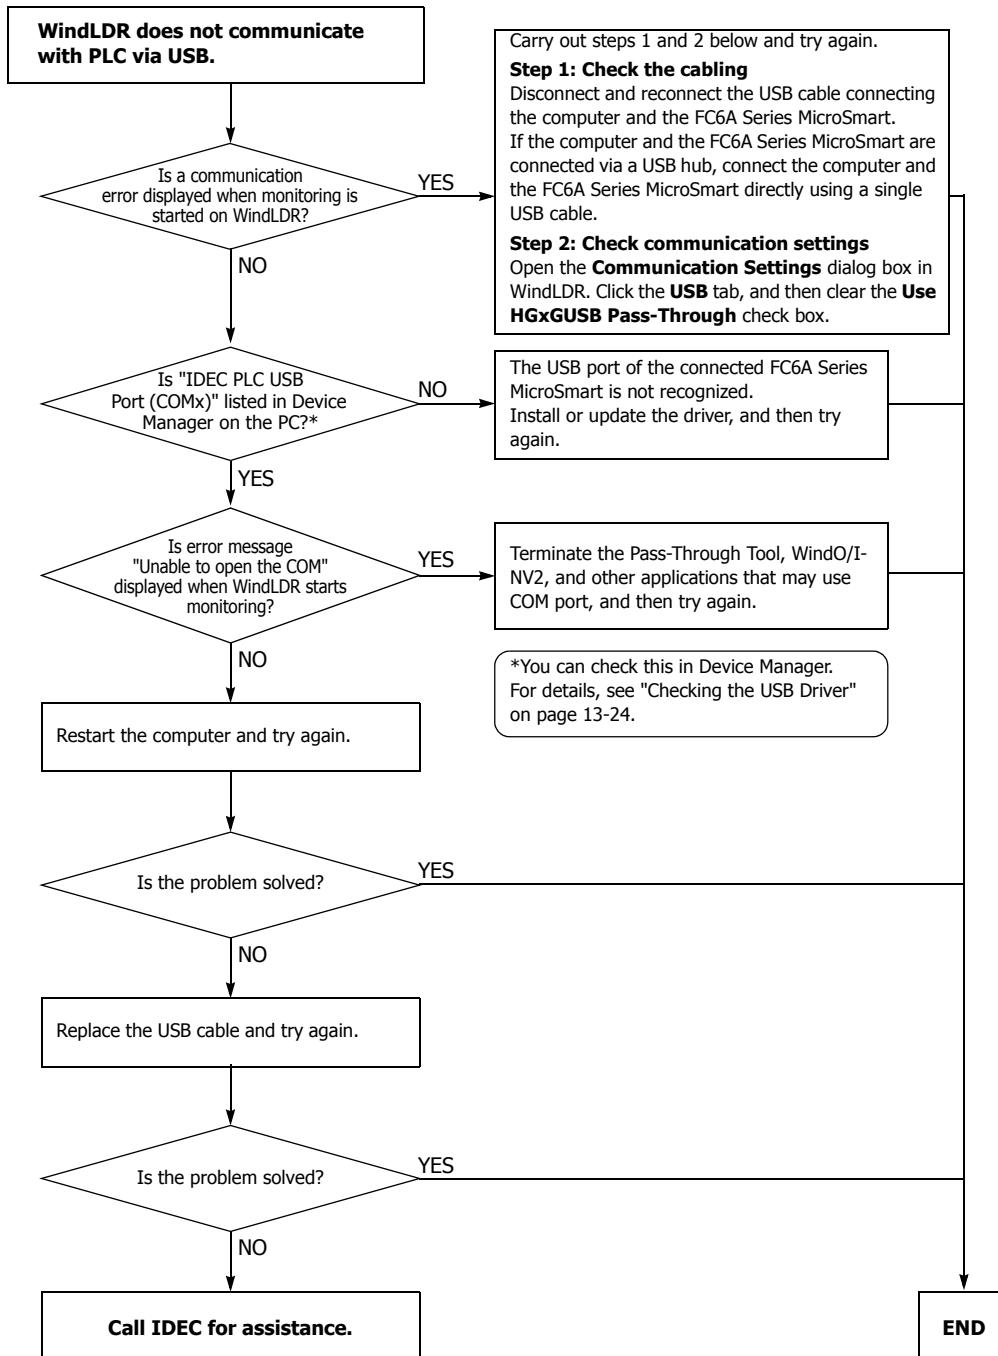 WindLDR does not communicate
with PLC via USB.
Carry out steps 1 and 2 below and try again.
Step 1: Check the cabling
Disconnect and reconnect the USB cable connecting
the computer and the FC6A Series MicroSmart.
If the computer and the FC6A Series MicroSmart are
connected via a USB hub, connect the computer and
the FC6A Series MicroSmart directly using a single
USB cable.
Step 2: Check communication settings
Open the Communication Settings dialog box in
WindLDR. Click the USB tab, and then clear the Use
HGxGUSB Pass-Through check box.
Is a communication
error displayed when monitoring is
started on WindLDR?
YES
NO
Is "IDEC PLC USB
Port (COMx)" listed in Device
Manager on the PC?*
NO
The USB port of the connected FC6A Series
MicroSmart is not recognized.
Install or update the driver, and then try
again.
YES
Is error message
"Unable to open the COM"
displayed when WindLDR starts
monitoring?
YES
Terminate the Pass-Through Tool, WindO/I-
NV2, and other applications that may use
COM port, and then try again.
NO
*You can check this in Device Manager.
For details, see "Checking the USB Driver"
on page 13-24.
Restart the computer and try again.
Is the problem solved?
YES
NO
Replace the USB cable and try again.
Is the problem solved?
YES
NO
Call IDEC for assistance.
END